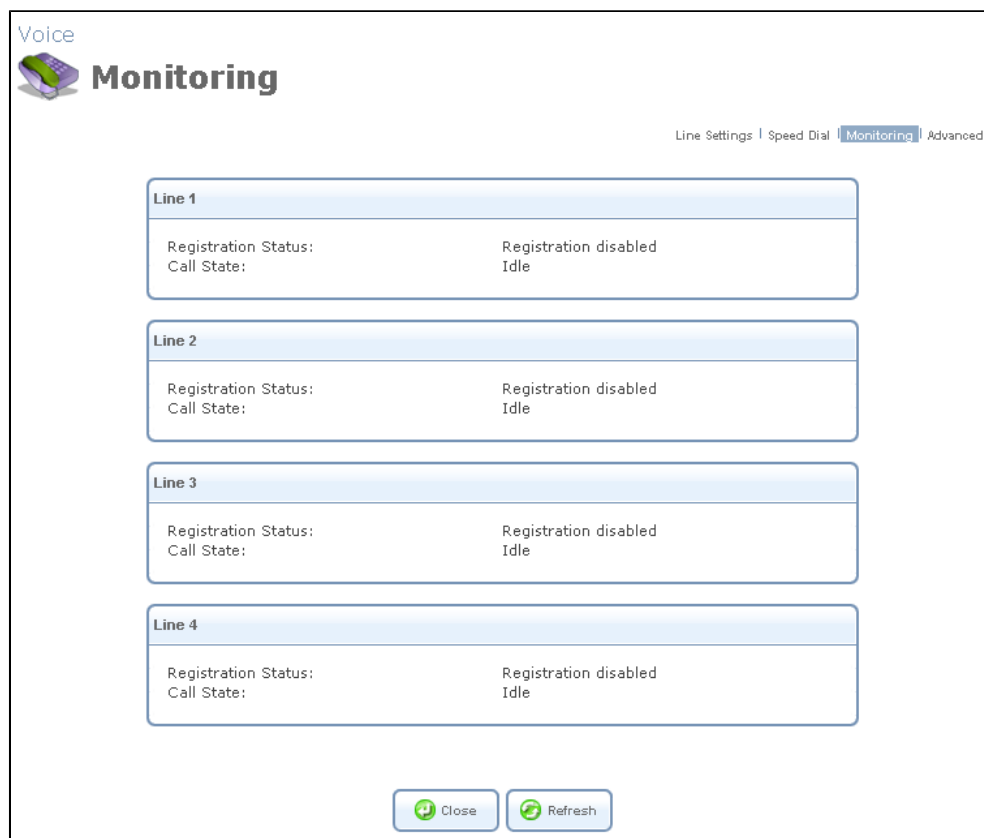 Voice
Monitoring
Line Settings | Speed Dial | Monitoring | Advanced
Line 1
Registration Status: Registration disabled
Call State: Idle
Line 2
Registration Status: Registration disabled
Call State: Idle
Line 3
Registration Status: Registration disabled
Call State: Idle
Line 4
Registration Status: Registration disabled
Call State: Idle
Close Refresh